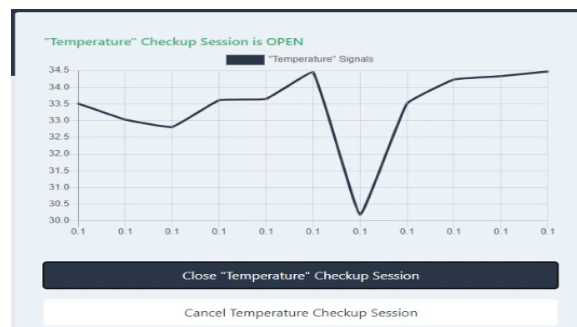 "Temperature" Checkup Session is OPEN
"Temperature" Signals
34.5
34.0
33.5
33.0
32.5
32.0
31.5
31.0
30.5
30.0
0.1 0.1 0.1 0.1 0.1 0.1 0.1 0.1 0.1 0.1 0.1
Close "Temperature" Checkup Session
Cancel Temperature Checkup Session